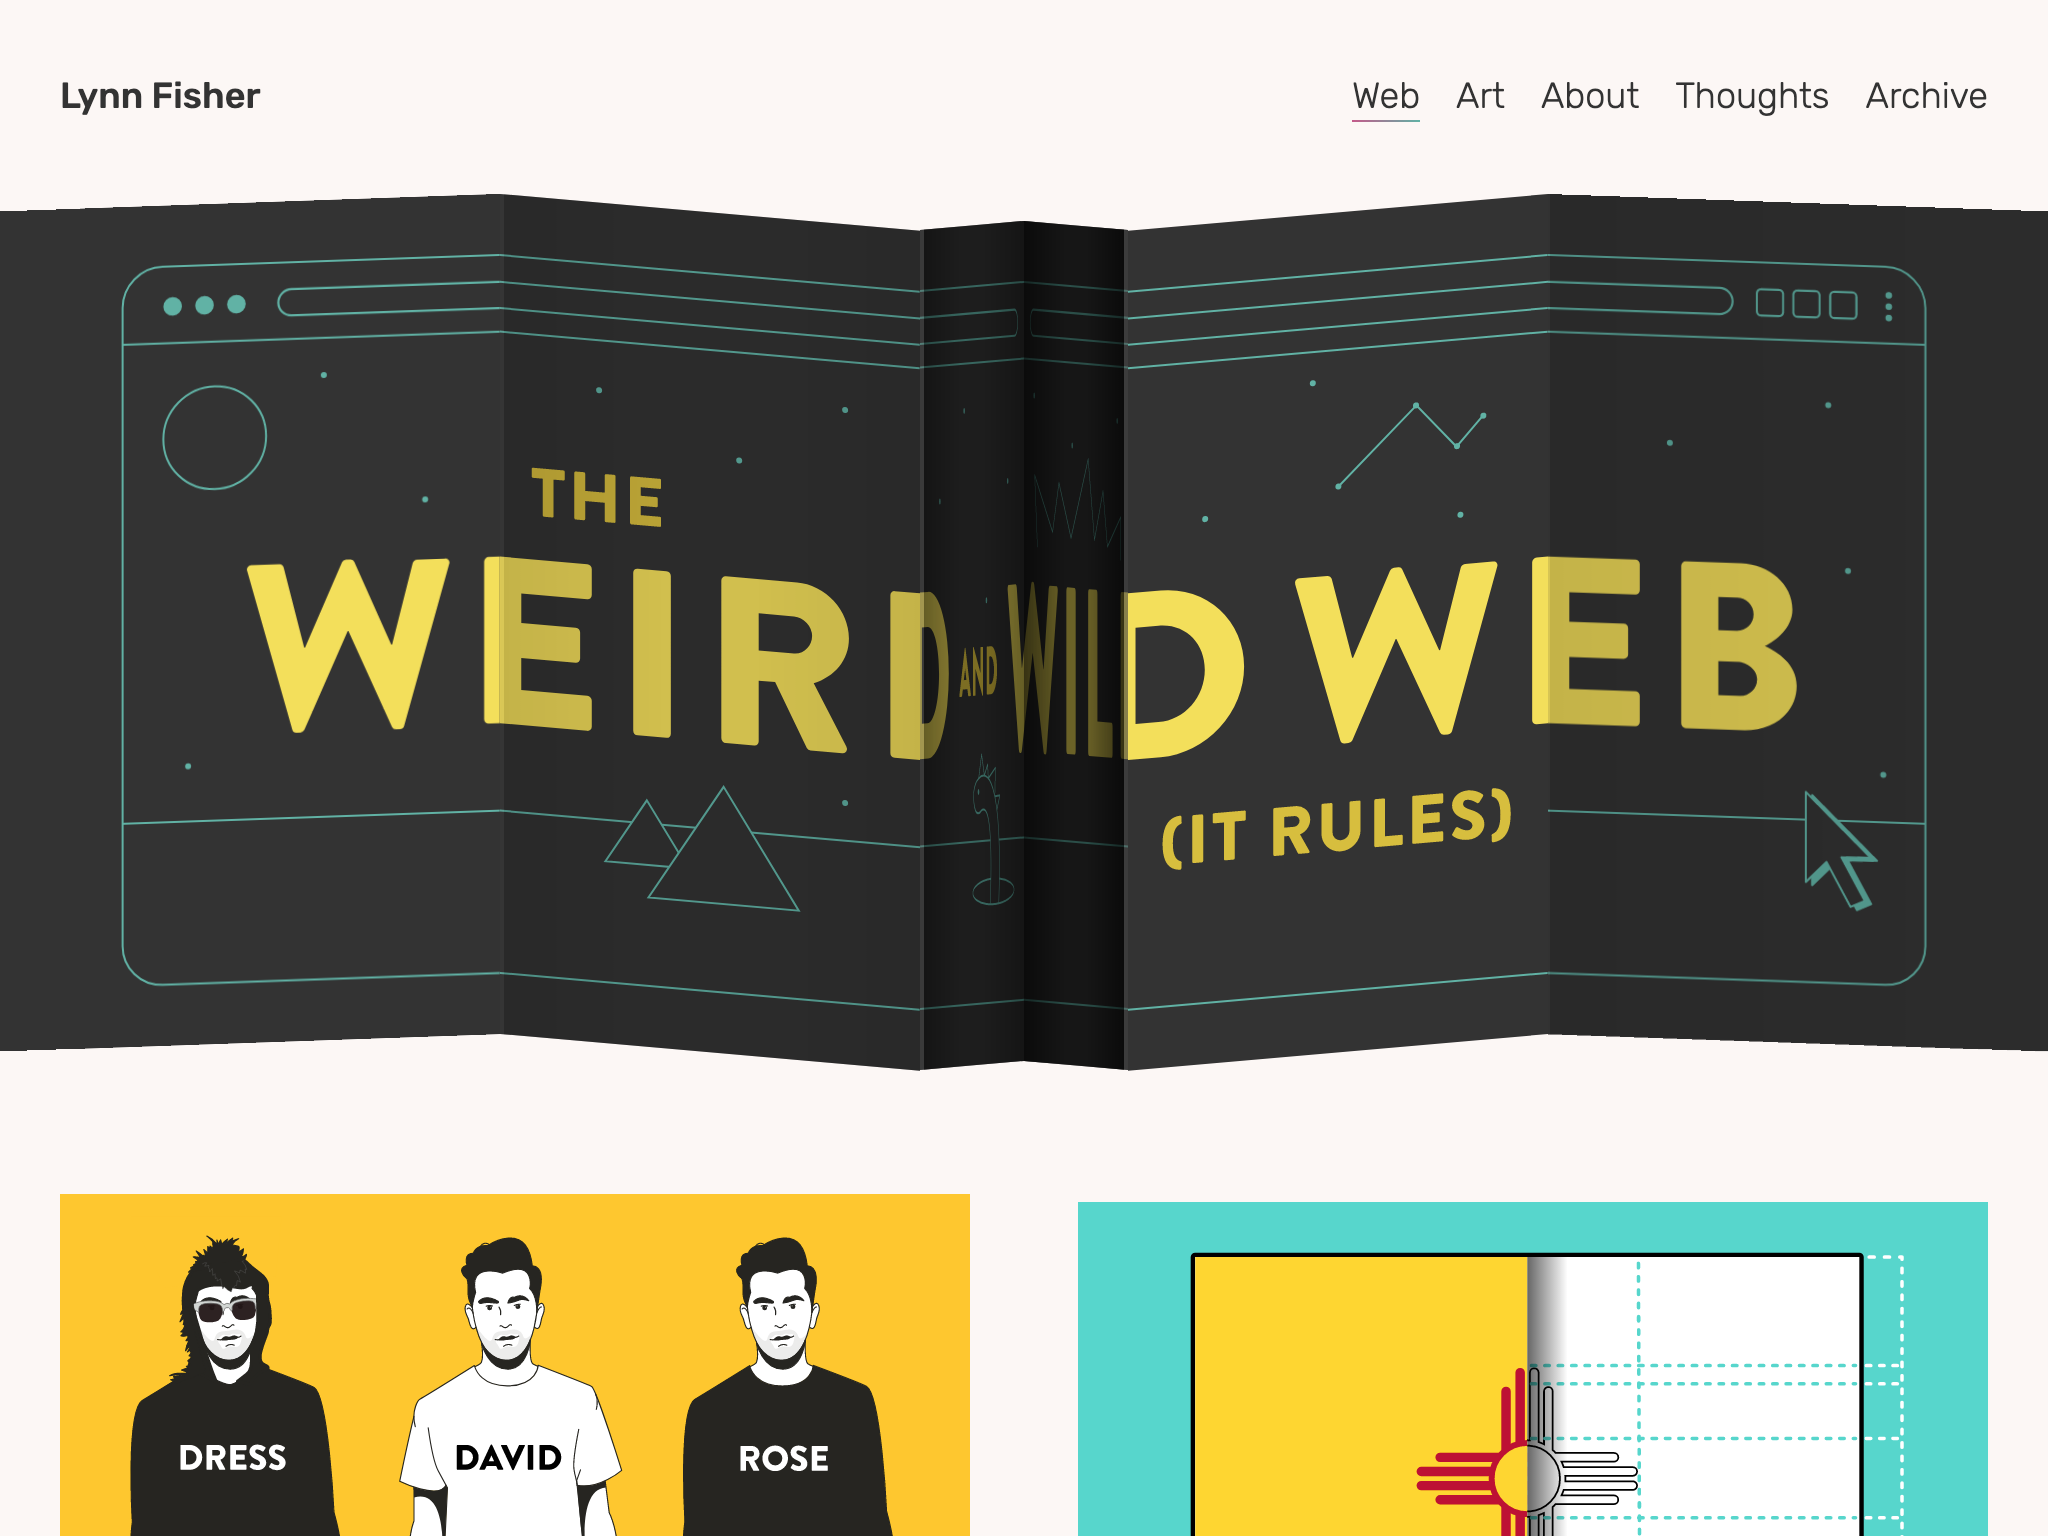 Lynn Fisher
Web Art About Thoughts Archive
THE
WEIRD AND WILD WEB
(IT RULES)
DRESS DAVID ROSE